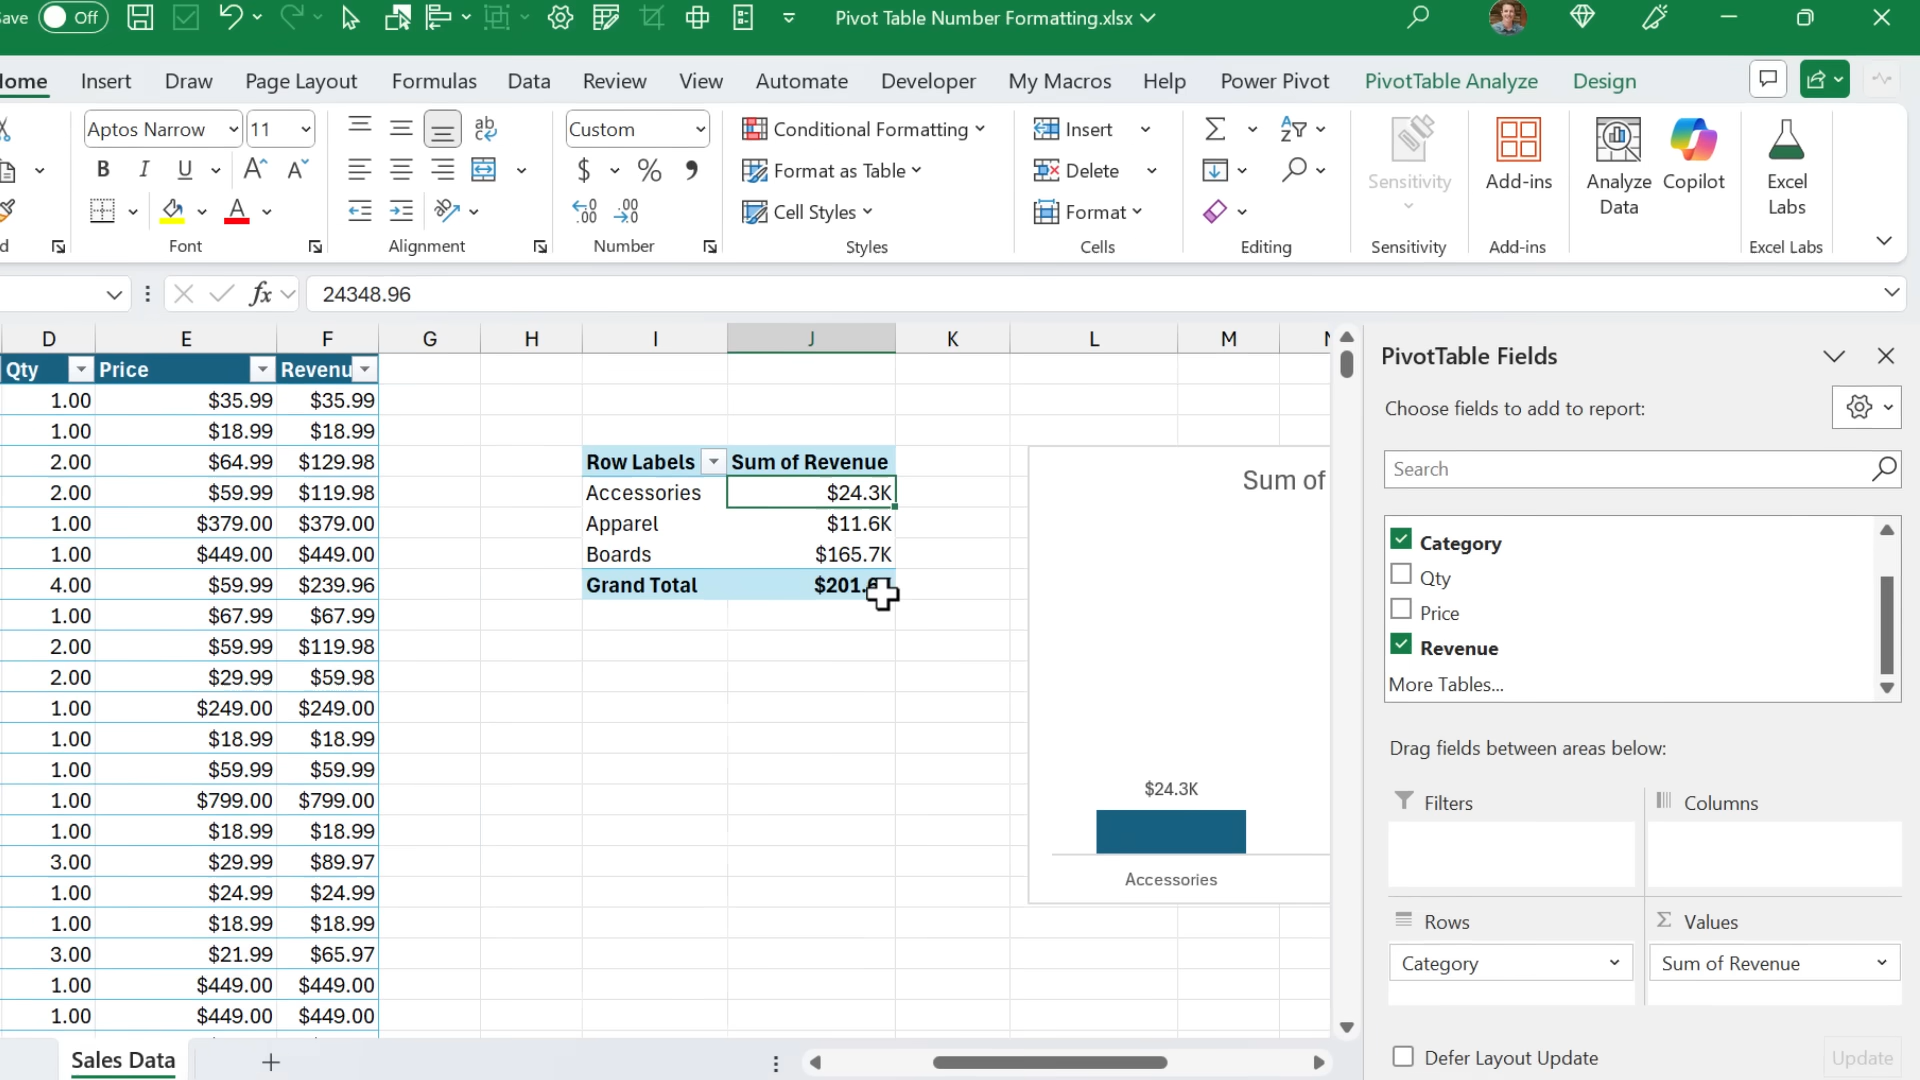 ave Off Pivot Table Number Formatting.xlsx
ome Insert Draw Page Layout Formulas Data Review View Automate Developer My Macros Help Power Pivot PivotTable Analyze Design
Aptos Narrow 11 Custom Conditional Formatting Insert
B I U A A $ % Format as Table Delete Sensitivity Add-ins Analyze Data Copilot Excel Labs
A Cell Styles Format
d Font Alignment Number Styles Cells Editing Sensitivity Add-ins Excel Labs
fx 24348.96
D E F G H I J K L M
Qty Price Revenu
1.00 $35.99 $35.99
1.00 $18.99 $18.99
2.00 $64.99 $129.98 Row Labels Sum of Revenue
2.00 $59.99 $119.98 Accessories $24.3K
1.00 $379.00 $379.00 Apparel $11.6K
1.00 $449.00 $449.00 Boards $165.7K
4.00 $59.99 $239.96 Grand Total $201.
1.00 $67.99 $67.99
2.00 $59.99 $119.98
2.00 $29.99 $59.98
1.00 $249.00 $249.00
1.00 $18.99 $18.99
1.00 $59.99 $59.99
1.00 $799.00 $799.00
1.00 $18.99 $18.99
3.00 $29.99 $89.97
1.00 $24.99 $24.99
1.00 $18.99 $18.99
3.00 $21.99 $65.97
1.00 $449.00 $449.00
1.00 $449.00 $449.00
Sum of
$24.3K
Accessories
PivotTable Fields
Choose fields to add to report:
Search
Category
Qty
Price
Revenue
More Tables...
Drag fields between areas below:
Filters Columns
Rows Values
Category Sum of Revenue
Defer Layout Update Update
Sales Data